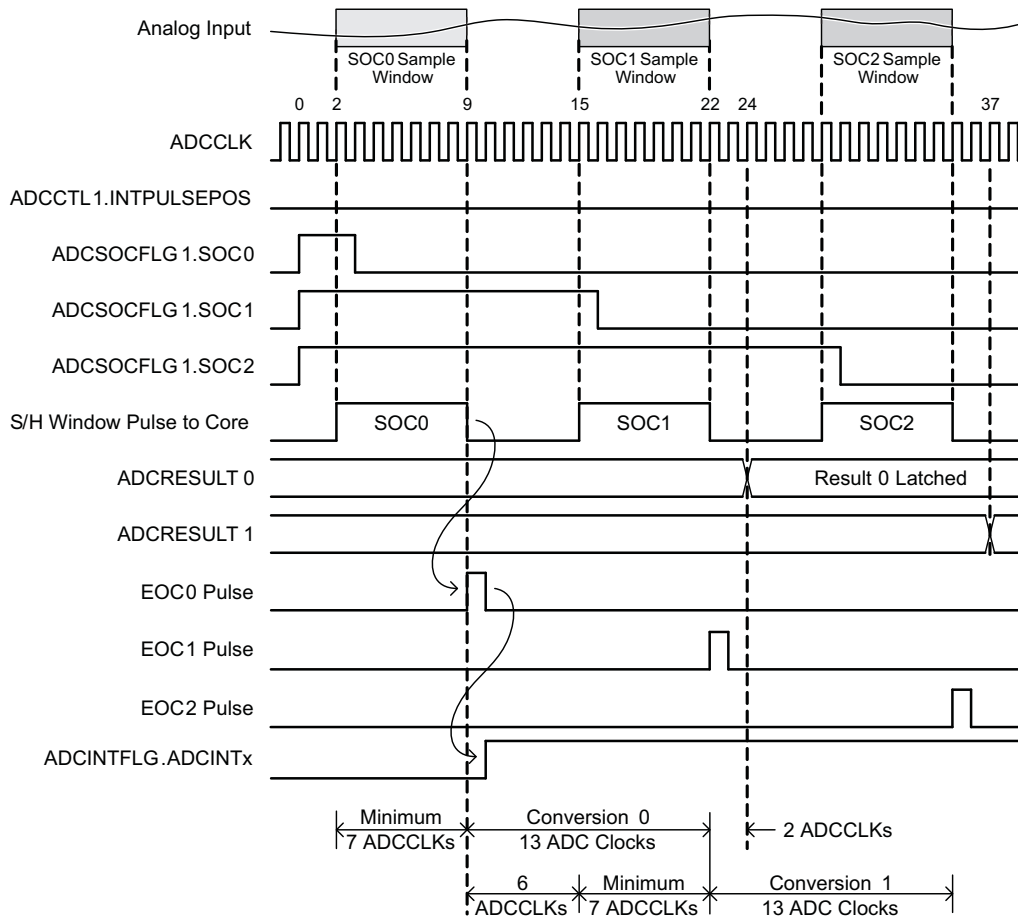 Analog Input
SOC0 Sample
Window
SOC1 Sample
Window
SOC2 Sample
Window
0 2 9 15 22 24 37
ADCCLK
ADCCTL1.INTPULSEPOS
ADCSOCFLG 1.SOC0
ADCSOCFLG 1.SOC1
ADCSOCFLG 1.SOC2
S/H Window Pulse to Core
SOC0 SOC1 SOC2
ADCRESULT 0
Result 0 Latched
ADCRESULT 1
EOC0 Pulse
EOC1 Pulse
EOC2 Pulse
ADCINTFLG.ADCINTx
Minimum
7 ADCCLKs
Conversion 0
13 ADC Clocks
2 ADCCLKs
6
ADCCLKs
Minimum
7 ADCCLKs
Conversion 1
13 ADC Clocks